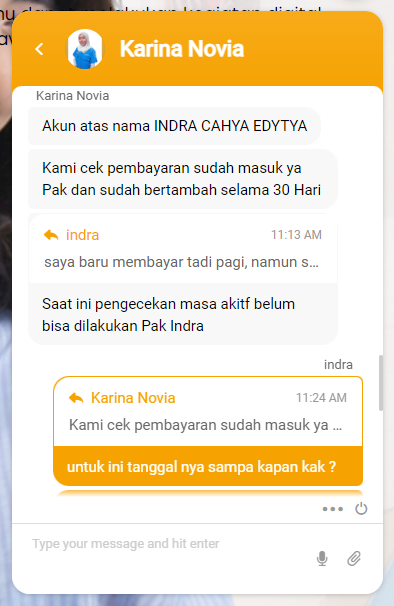 Karina Novia
Karina Novia
Akun atas nama INDRA CAHYA EDYTYA
Kami cek pembayaran sudah masuk ya
Pak dan sudah bertambah selama 30 Hari
indra 11:13 AM
saya baru membayar tadi pagi, namun s...
Saat ini pengecekan masa akitf belum
bisa dilakukan Pak Indra
indra
Karina Novia 11:24 AM
Kami cek pembayaran sudah masuk ya ...
untuk ini tanggal nya sampa kapan kak ?
Type your message and hit enter